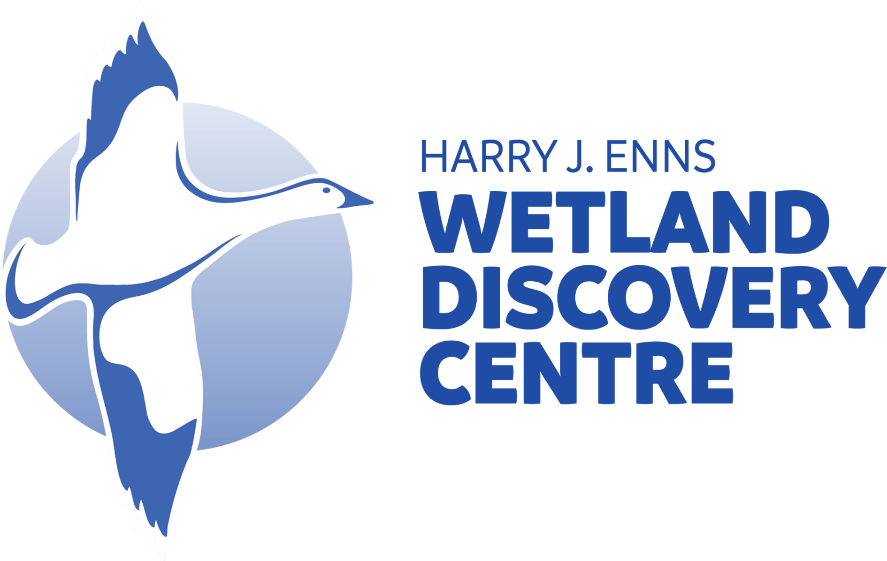 HARRY J. ENNS
WETLAND
DISCOVERY
CENTRE